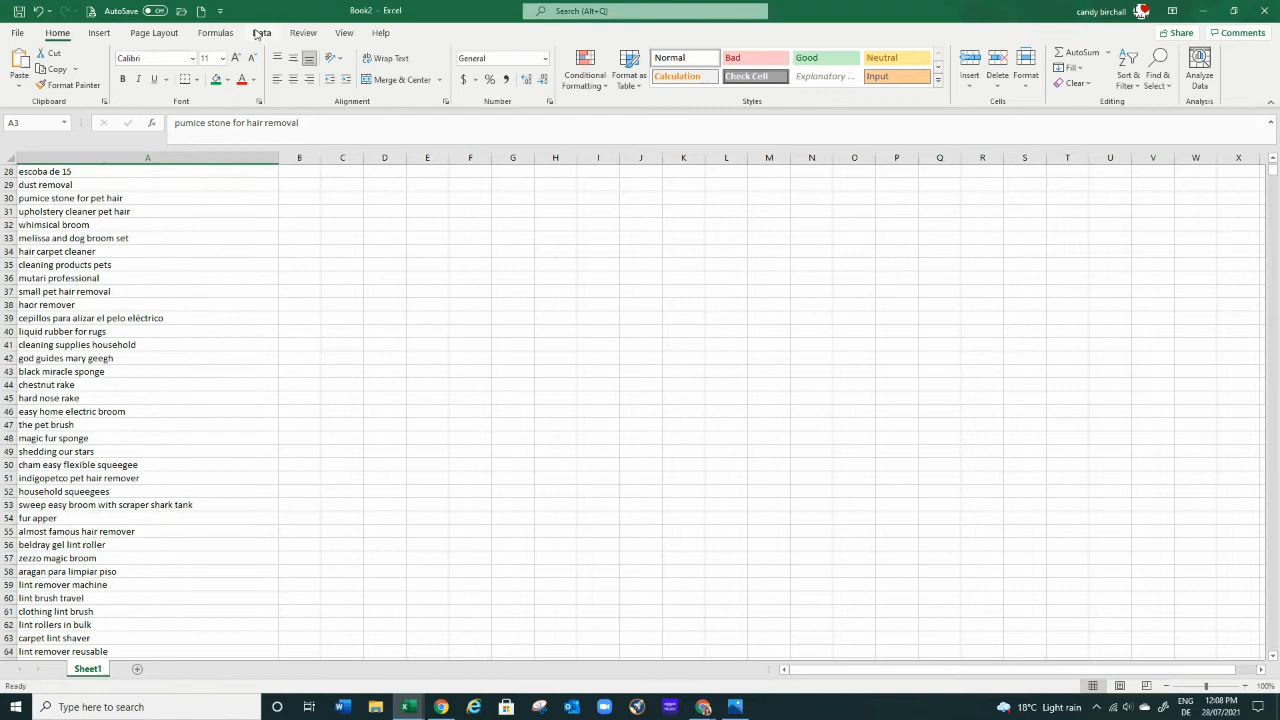 AutoSave Off Book2 - Excel Search (Alt+Q) candy birchall
File Home Insert Page Layout Formulas Data Review View Help Share Comments
Paste Cut Copy Format Painter Clipboard
Calibri 11 A A B I U A Font
Wrap Text Merge & Center Alignment
General $ % 9 Number
Conditional Formatting Format as Table
Normal Bad Good Neutral
Calculation Check Cell Explanatory ... Input
Styles
Insert Delete Format Cells
AutoSum Fill Clear Sort & Filter Find & Select Editing
Analyze Data Analysis
A3 fx pumice stone for hair removal
A B C D E F G H I J K L M N O P Q R S T U V W X
28 escoba de 15
29 dust removal
30 pumice stone for pet hair
31 upholstery cleaner pet hair
32 whimsical broom
33 melissa and dog broom set
34 hair carpet cleaner
35 cleaning products pets
36 mutari professional
37 small pet hair removal
38 haor remover
39 cepillos para alizar el pelo eléctrico
40 liquid rubber for rugs
41 cleaning supplies household
42 god guides mary geegh
43 black miracle sponge
44 chestnut rake
45 hard nose rake
46 easy home electric broom
47 the pet brush
48 magic fur sponge
49 shedding our stars
50 cham easy flexible squeegee
51 indigopetco pet hair remover
52 household squeegees
53 sweep easy broom with scraper shark tank
54 fur apper
55 almost famous hair remover
56 beldray gel lint roller
57 zezzo magic broom
58 aragan para limpiar piso
59 lint remover machine
60 lint brush travel
61 clothing lint brush
62 lint rollers in bulk
63 carpet lint shaver
64 lint remover reusable
Sheet1
Ready 100%
Type here to search 18°C Light rain ENG DE 12:08 PM 28/07/2021